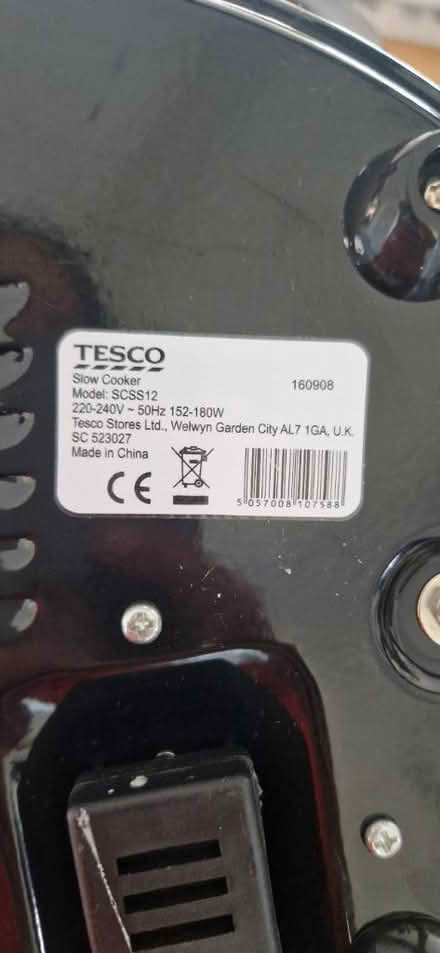 TESCO
Slow Cooker
160908
Model: SCSS12
220-240V ~ 50Hz 152-180W
Tesco Stores Ltd., Welwyn Garden City AL7 1GA, U.K.
SC 523027
Made in China
CE
5 057008 107588